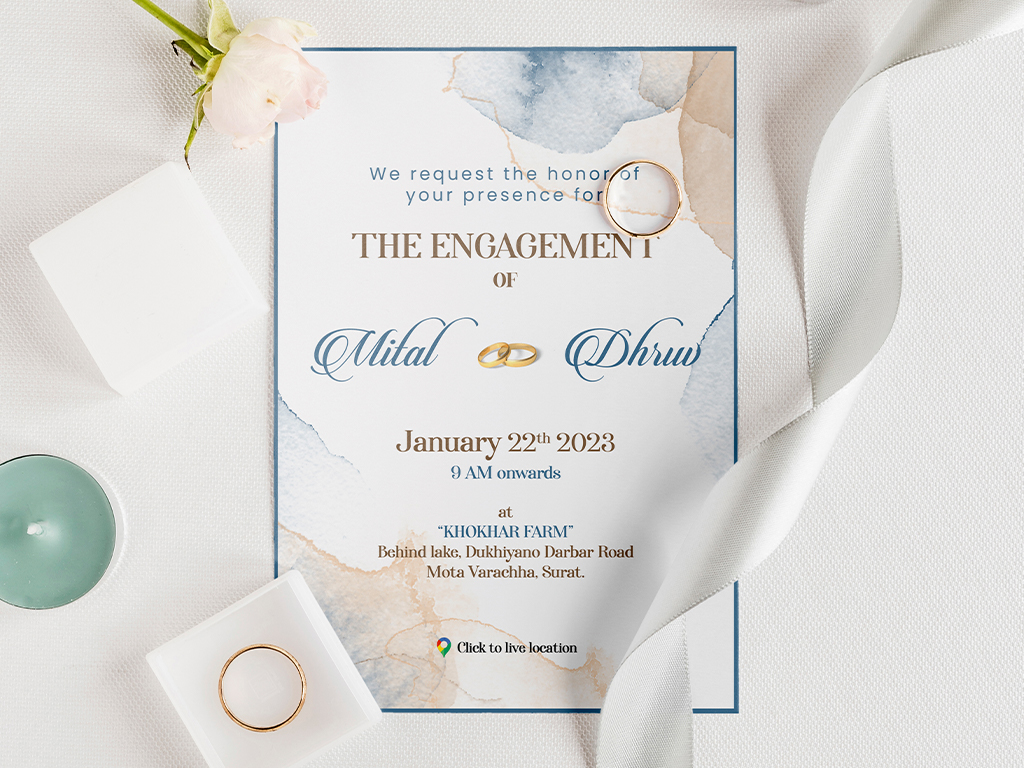 We request the honor of
your presence for
THE ENGAGEMENT
OF
Mital Dhruv
January 22th 2023
9 AM onwards
at
“KHOKHAR FARM”
Behind lake, Dukhiyano Darbar Road
Mota Varachha, Surat.
Click to live location